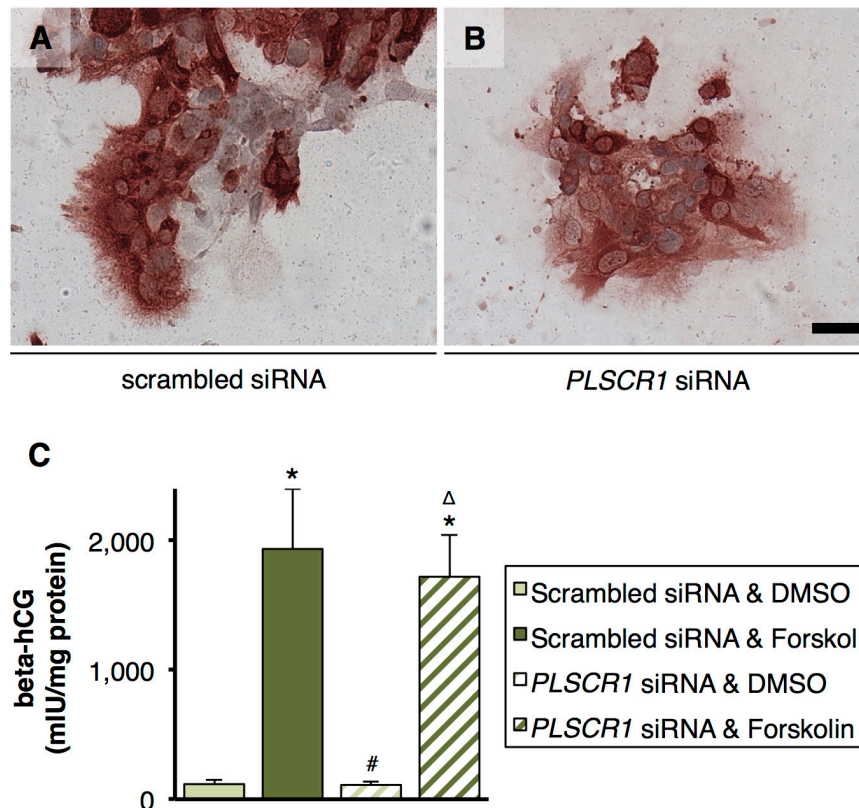 A
B
scrambled siRNA
PLSCR1 siRNA
C
beta-hCG
(mIU/mg protein)
2,000
1,000
0
*
#
Δ
*
Scrambled siRNA & DMSO
Scrambled siRNA & Forskol
PLSCR1 siRNA & DMSO
PLSCR1 siRNA & Forskolin